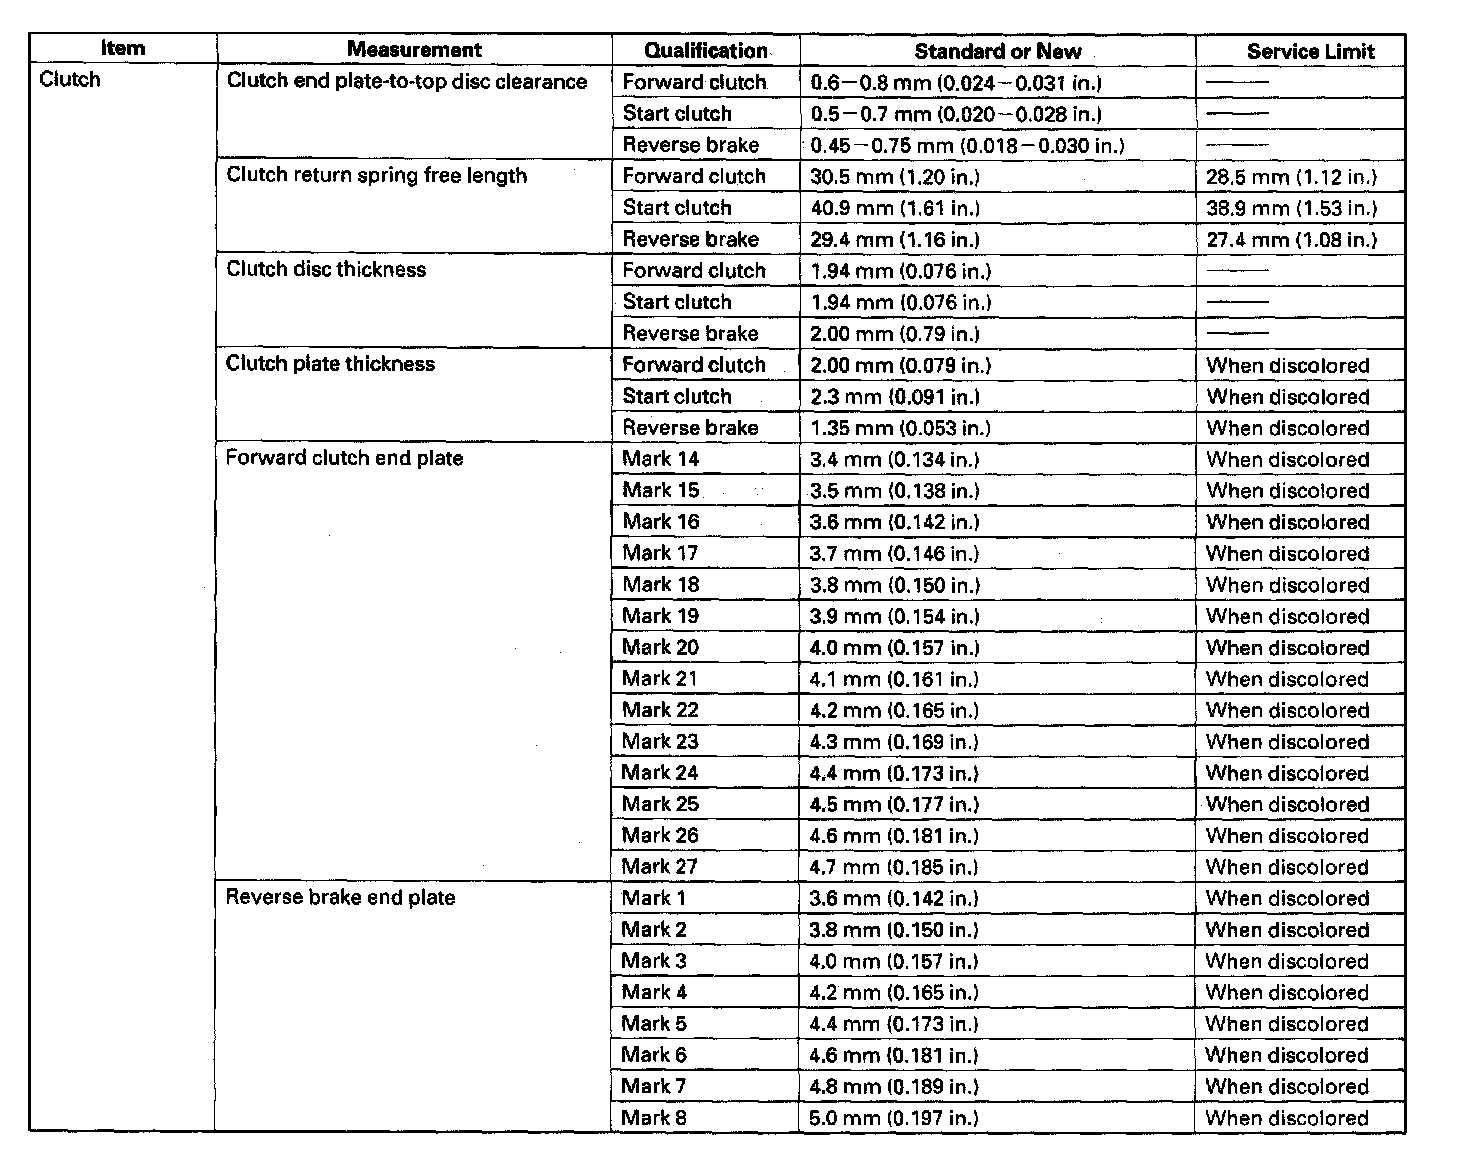 Item Measurement Qualification Standard or New Service Limit
Clutch Clutch end plate-to-top disc clearance Forward clutch 0.6–0.8 mm (0.024–0.031 in.) ——
Start clutch 0.5–0.7 mm (0.020–0.028 in.) ——
Reverse brake 0.45–0.75 mm (0.018–0.030 in.) ——
Clutch return spring free length Forward clutch 30.5 mm (1.20 in.) 28.5 mm (1.12 in.)
Start clutch 40.9 mm (1.61 in.) 38.9 mm (1.53 in.)
Reverse brake 29.4 mm (1.16 in.) 27.4 mm (1.08 in.)
Clutch disc thickness Forward clutch 1.94 mm (0.076 in.) ——
Start clutch 1.94 mm (0.076 in.) ——
Reverse brake 2.00 mm (0.79 in.) ——
Clutch plate thickness Forward clutch 2.00 mm (0.079 in.) When discolored
Start clutch 2.3 mm (0.091 in.) When discolored
Reverse brake 1.35 mm (0.053 in.) When discolored
Forward clutch end plate Mark 14 3.4 mm (0.134 in.) When discolored
Mark 15 3.5 mm (0.138 in.) When discolored
Mark 16 3.6 mm (0.142 in.) When discolored
Mark 17 3.7 mm (0.146 in.) When discolored
Mark 18 3.8 mm (0.150 in.) When discolored
Mark 19 3.9 mm (0.154 in.) When discolored
Mark 20 4.0 mm (0.157 in.) When discolored
Mark 21 4.1 mm (0.161 in.) When discolored
Mark 22 4.2 mm (0.165 in.) When discolored
Mark 23 4.3 mm (0.169 in.) When discolored
Mark 24 4.4 mm (0.173 in.) When discolored
Mark 25 4.5 mm (0.177 in.) When discolored
Mark 26 4.6 mm (0.181 in.) When discolored
Mark 27 4.7 mm (0.185 in.) When discolored
Reverse brake end plate Mark 1 3.6 mm (0.142 in.) When discolored
Mark 2 3.8 mm (0.150 in.) When discolored
Mark 3 4.0 mm (0.157 in.) When discolored
Mark 4 4.2 mm (0.165 in.) When discolored
Mark 5 4.4 mm (0.173 in.) When discolored
Mark 6 4.6 mm (0.181 in.) When discolored
Mark 7 4.8 mm (0.189 in.) When discolored
Mark 8 5.0 mm (0.197 in.) When discolored